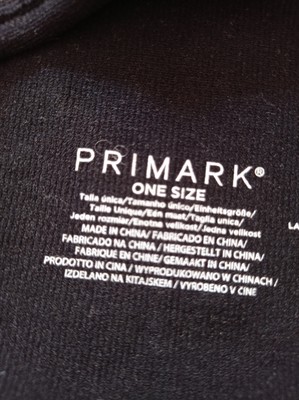 PRIMARK®
ONE SIZE
Talla única/Tamanho único/Einheitsgröße/
Taille Unique/Eén maat/Taglia unica/
Jeden rozmiar/Enotna velikost/Jedna velikost
MADE IN CHINA/FABRICADO EN CHINA/
FABRICADO NA CHINA/HERGESTELLT IN CHINA/
FABRIQUE EN CHINE/GEMAAKT IN CHINA/
PRODOTTO IN CINA/WYPRODUKOWANO W CHINACH/
IZDELANO NA KITAJSKEM/VYROBENO V ČINE
LA